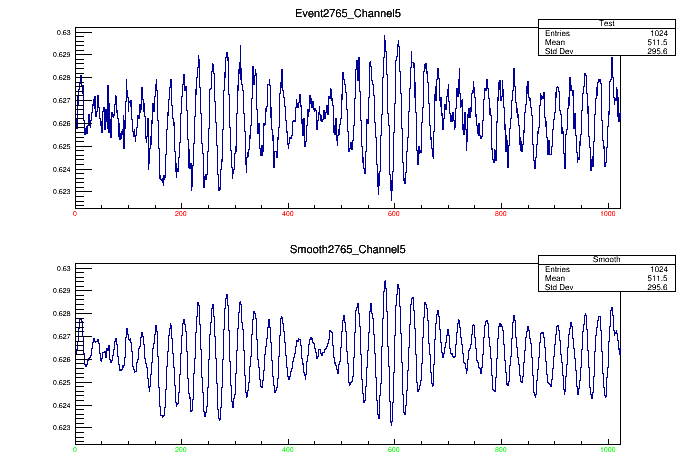 Event2765_Channel5
Test
Entries 1024
Mean 511.5
Std Dev 295.6
0.63
0.629
0.628
0.627
0.626
0.625
0.624
0.623
0 200 400 600 800 1000
Smooth2765_Channel5
Smooth
Entries 1024
Mean 511.5
Std Dev 295.6
0.63
0.629
0.628
0.627
0.626
0.625
0.624
0.623
0 200 400 600 800 1000